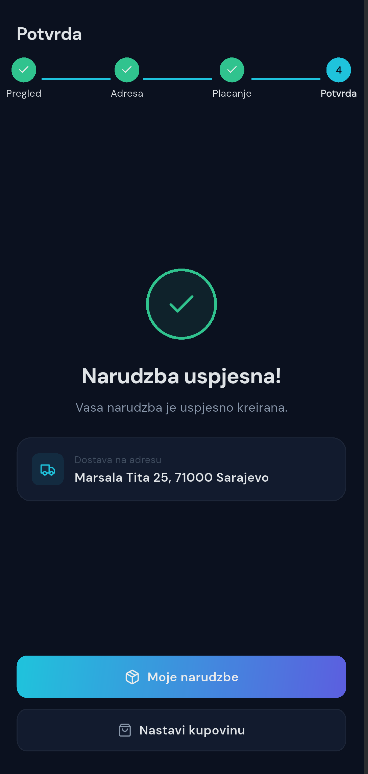 Potvrda
4
Pregled Adresa Placanje Potvrda
Narudzba uspjesna!
Vasa narudzba je uspjesno kreirana.
Dostava na adresu
Marsala Tita 25, 71000 Sarajevo
Moje narudzbe
Nastavi kupovinu